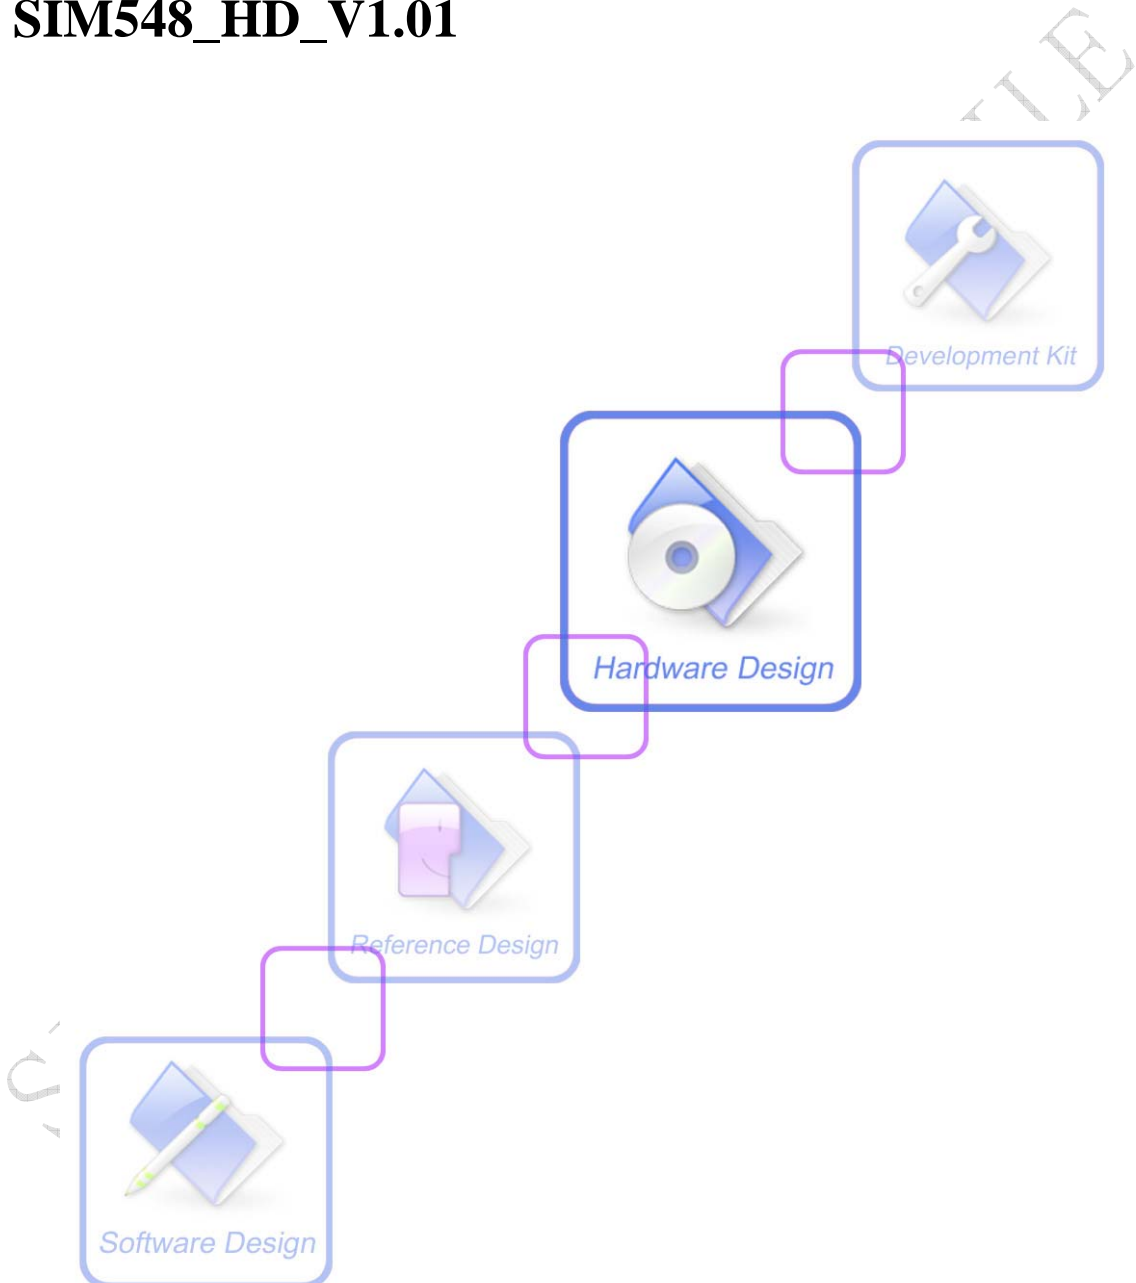 SIM548_HD_V1.01
Development Kit
Hardware Design
Reference Design
Software Design